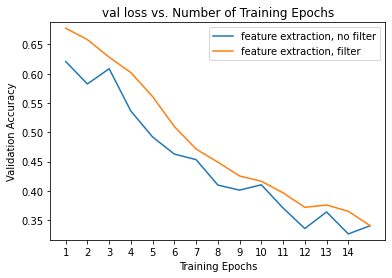 val loss vs. Number of Training Epochs
feature extraction, no filter
feature extraction, filter
Validation Accuracy
0.65
0.60
0.55
0.50
0.45
0.40
0.35
1 2 3 4 5 6 7 8 9 10 11 12 13 14
Training Epochs